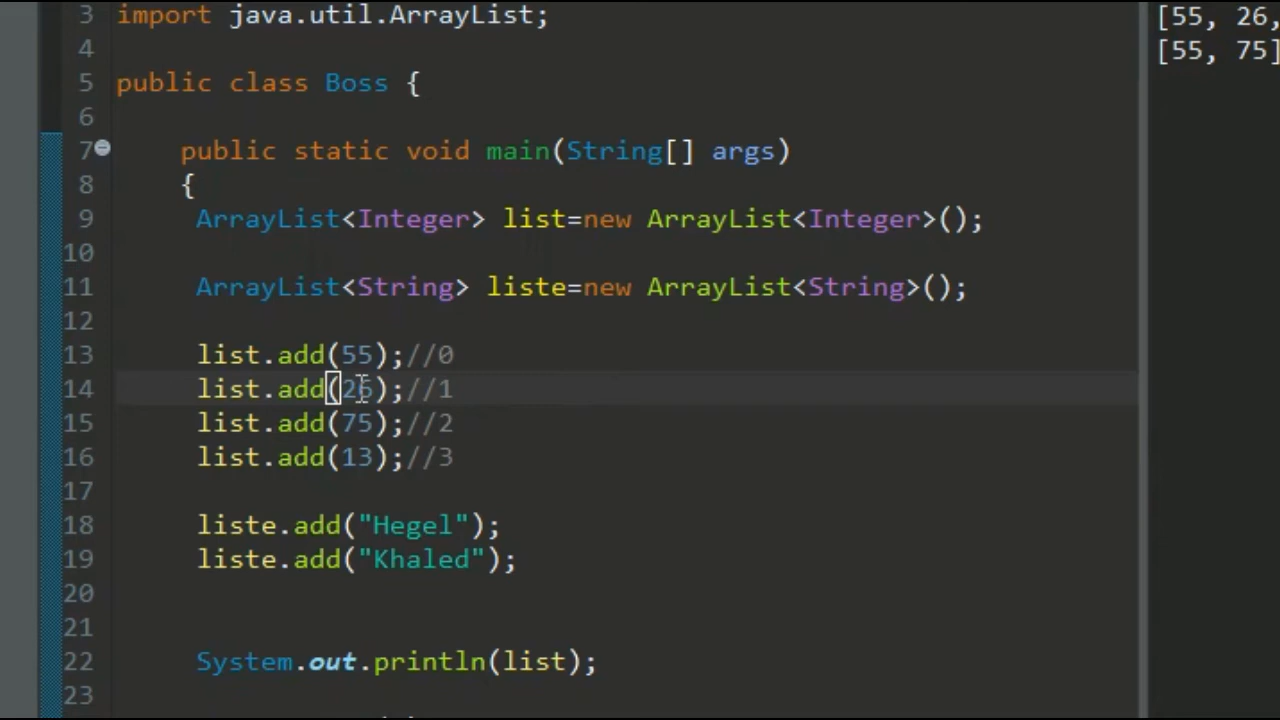 3 import java.util.ArrayList;
4
5 public class Boss {
6
7 public static void main(String[] args)
8 {
9 ArrayList<Integer> list=new ArrayList<Integer>();
10
11 ArrayList<String> liste=new ArrayList<String>();
12
13 list.add(55);//0
14 list.add(26);//1
15 list.add(75);//2
16 list.add(13);//3
17
18 liste.add("Hegel");
19 liste.add("Khaled");
20
21
22 System.out.println(list);
23
[55, 26,
[55, 75]